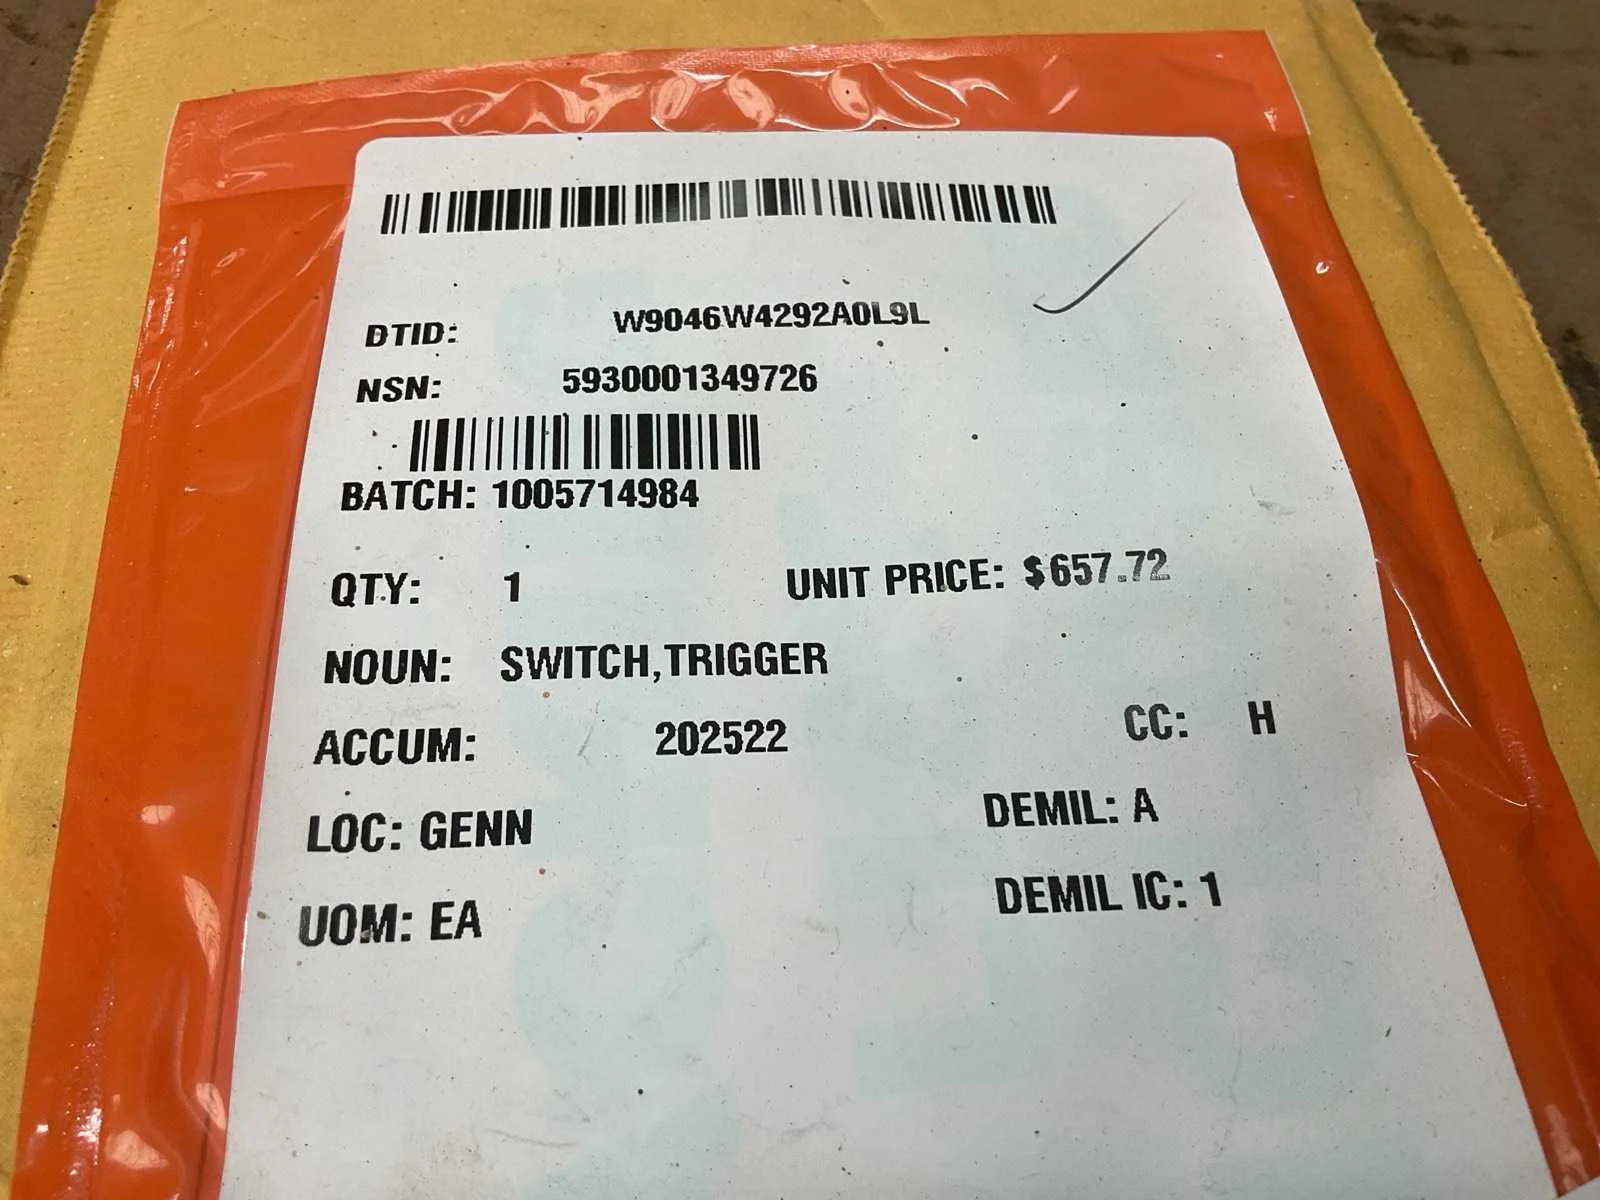 DTID: W9046W4292A0L9L
NSN: 5930001349726
BATCH: 1005714984
QTY: 1 UNIT PRICE: $657.72
NOUN: SWITCH,TRIGGER
ACCUM: 202522 CC: H
LOC: GENN DEMIL: A
UOM: EA DEMIL IC: 1